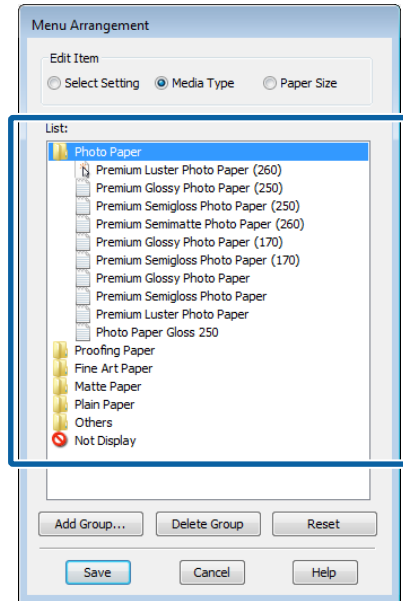 Menu Arrangement
Edit Item
Select Setting Media Type Paper Size
List:
Photo Paper
Premium Luster Photo Paper (260)
Premium Glossy Photo Paper (250)
Premium Semigloss Photo Paper (250)
Premium Semimatte Photo Paper (260)
Premium Glossy Photo Paper (170)
Premium Semigloss Photo Paper (170)
Premium Glossy Photo Paper
Premium Semigloss Photo Paper
Premium Luster Photo Paper
Photo Paper Gloss 250
Proofing Paper
Fine Art Paper
Matte Paper
Plain Paper
Others
Not Display
Add Group... Delete Group Reset
Save Cancel Help